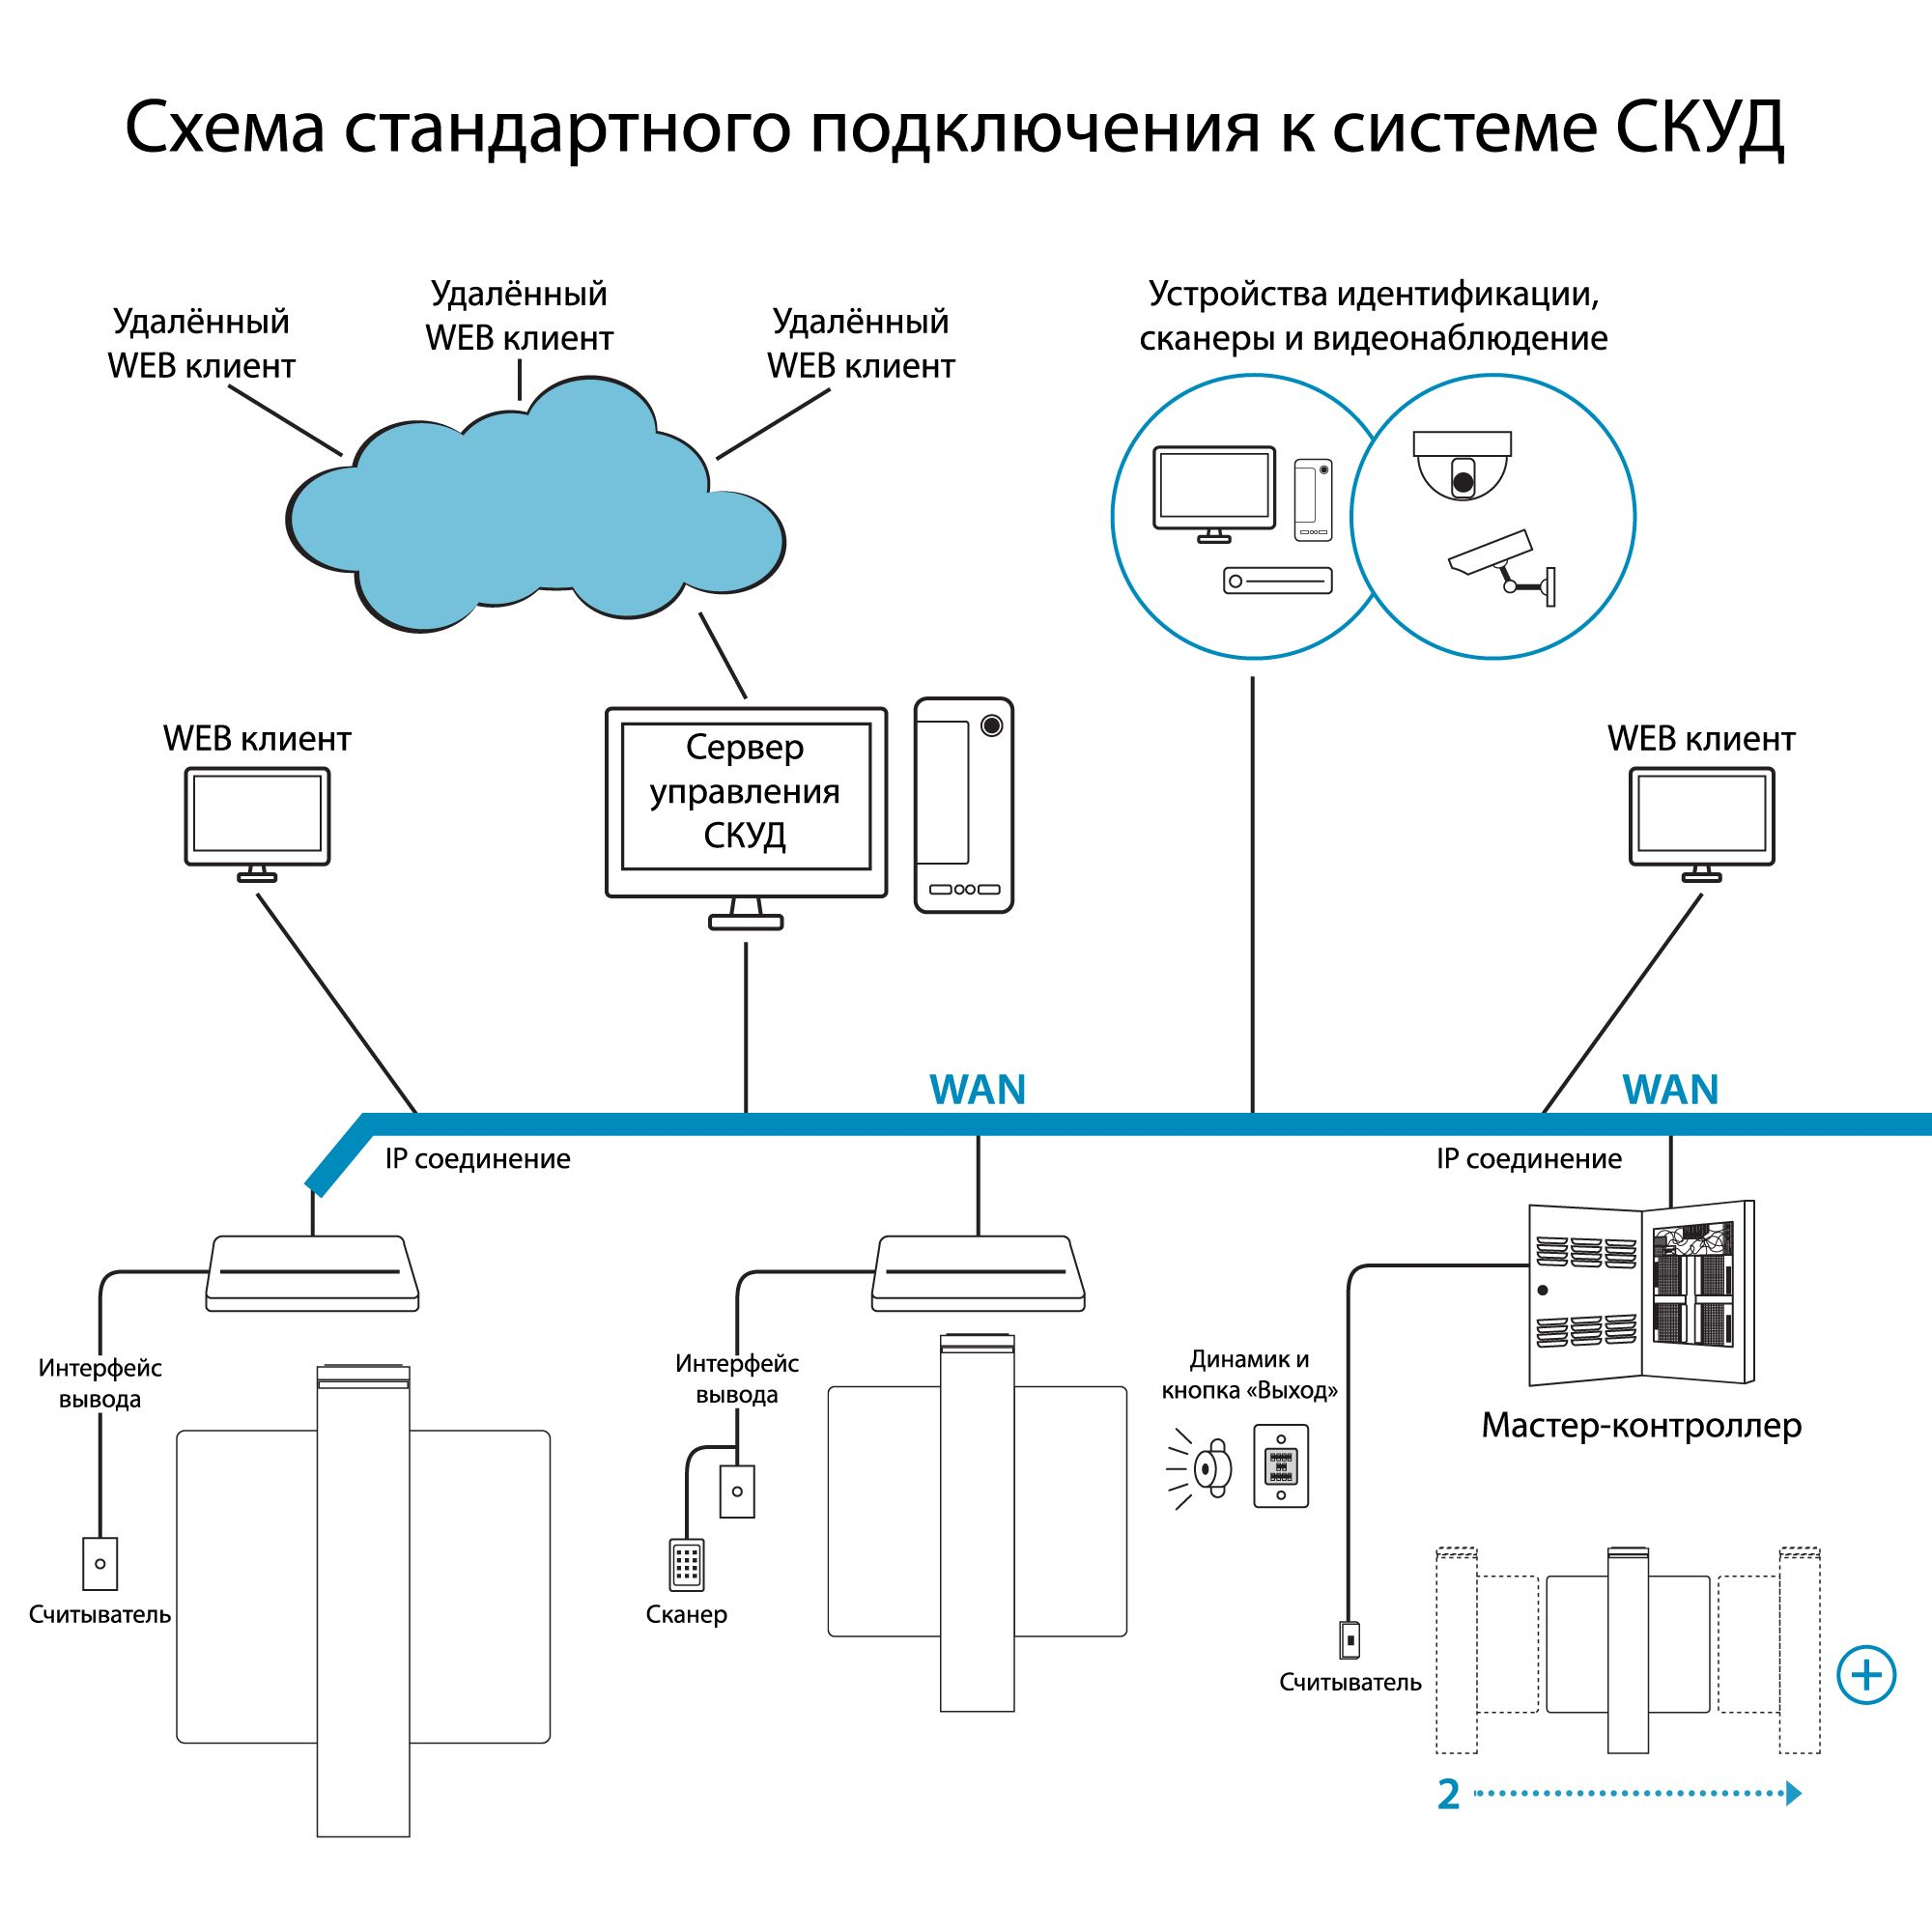 Схема стандартного подключения к системе СКУД
Удалённый
WEB клиент
Удалённый
WEB клиент
Удалённый
WEB клиент
Устройства идентификации,
сканеры и видеонаблюдение
WEB клиент
Сервер
управления
СКУД
WEB клиент
WAN
WAN
IP соединение
IP соединение
Интерфейс
вывода
Считыватель
Интерфейс
вывода
Сканер
Динамик и
кнопка «Выход»
Мастер-контроллер
Считыватель
2